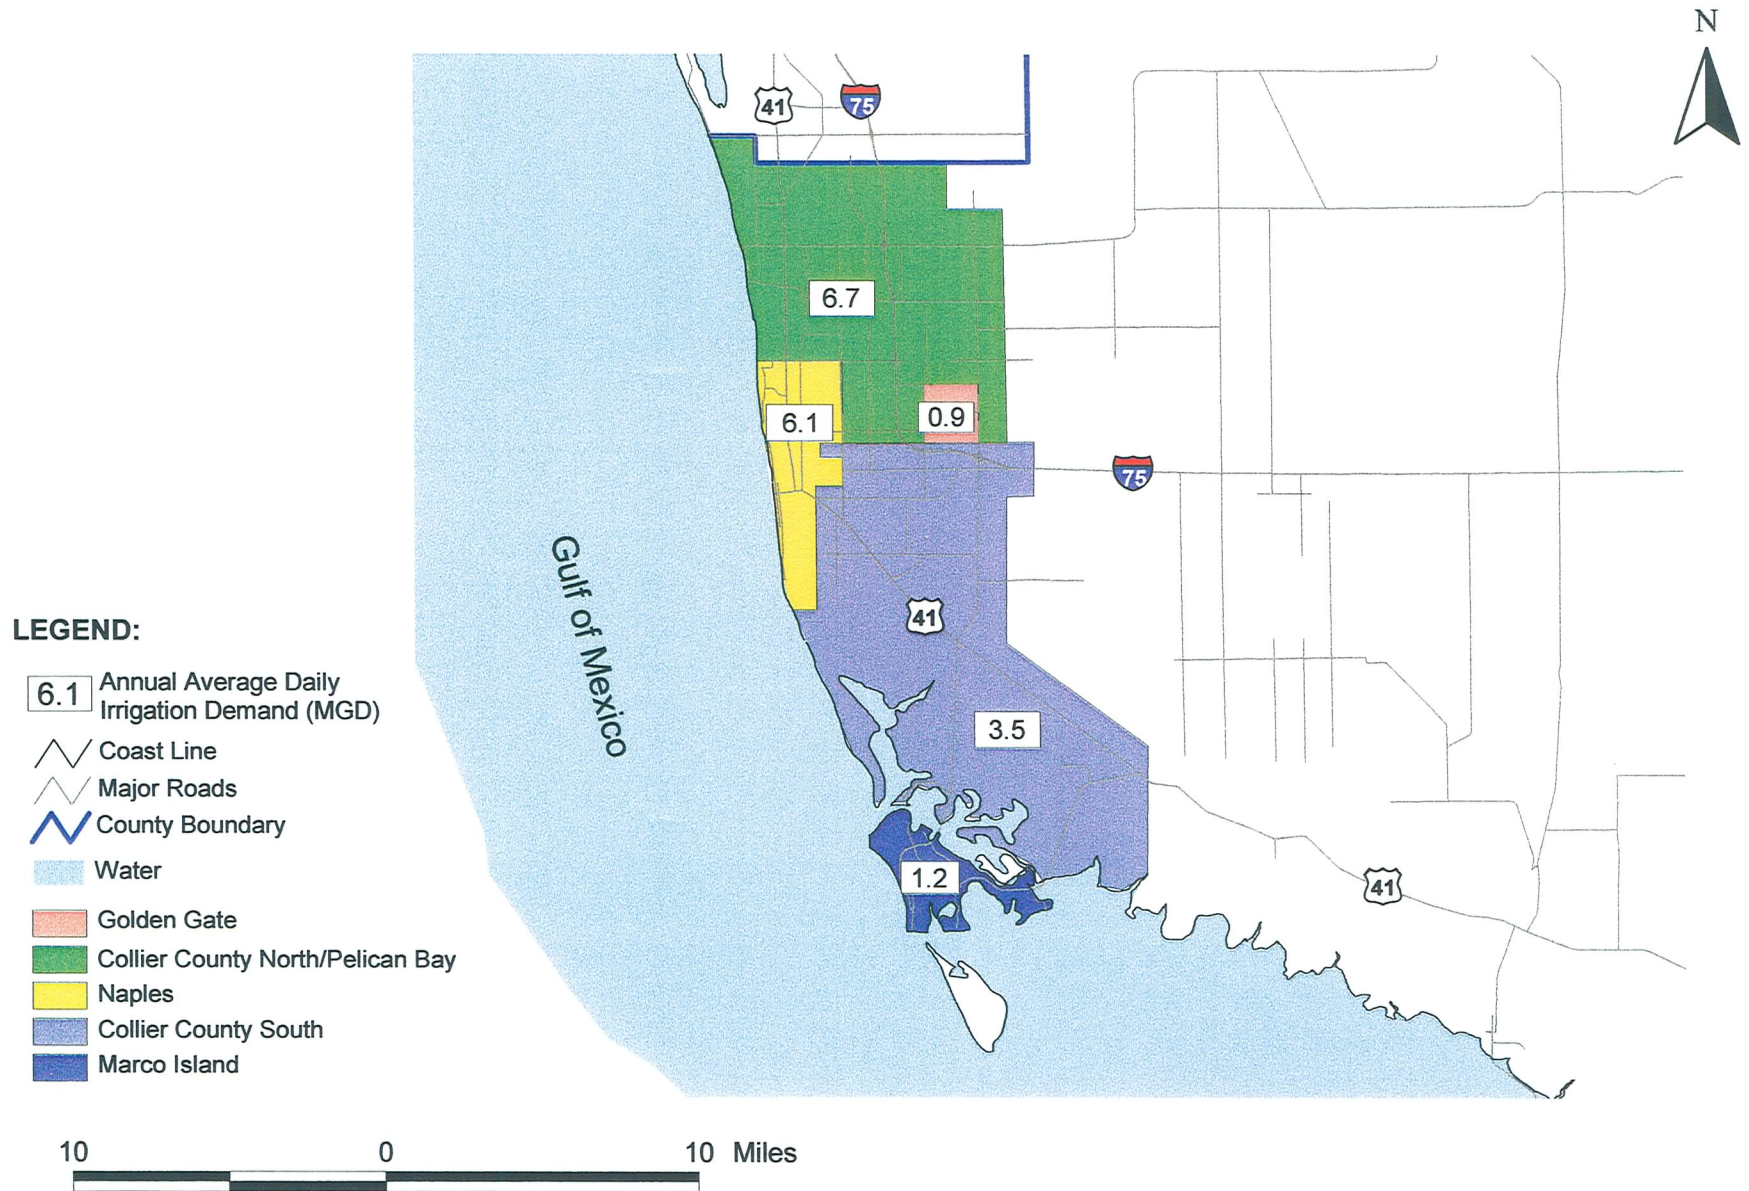 N
41
75
6.7
6.1
0.9
75
Gulf of Mexico
41
3.5
1.2
41
LEGEND:
6.1 Annual Average Daily
Irrigation Demand (MGD)
Coast Line
Major Roads
County Boundary
Water
Golden Gate
Collier County North/Pelican Bay
Naples
Collier County South
Marco Island
10 0 10 Miles